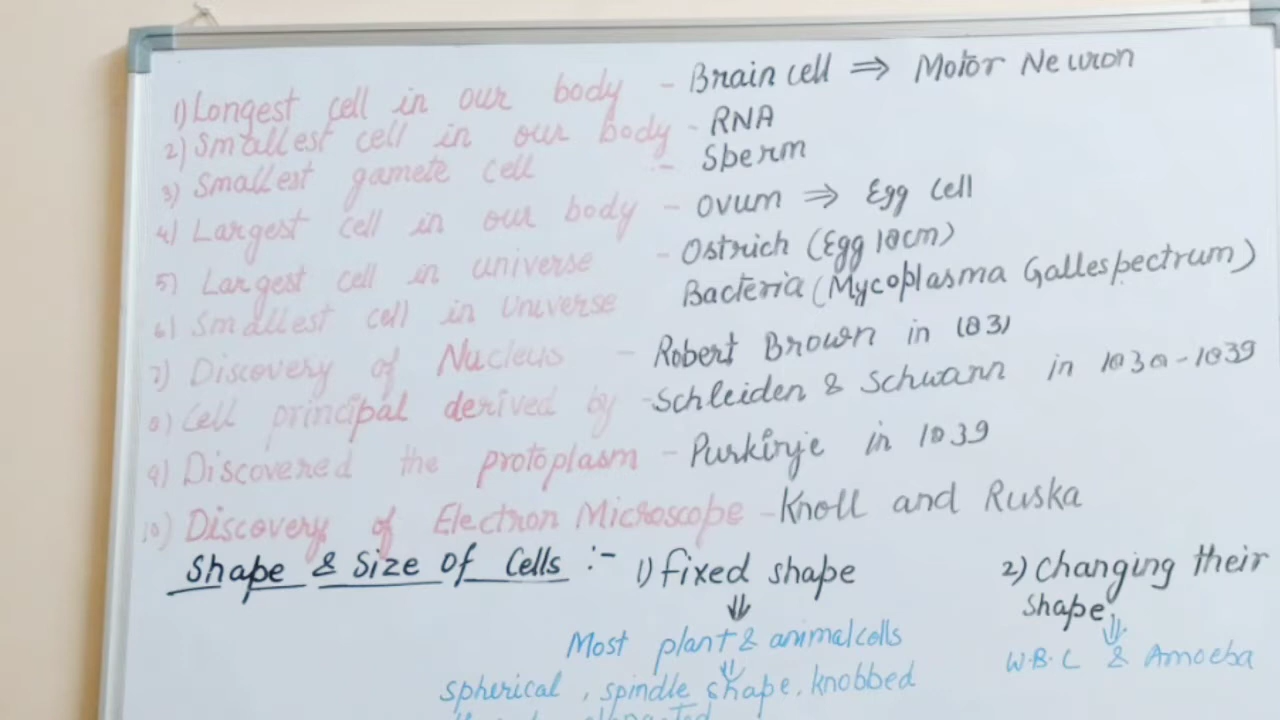 1) Longest cell in our body - Brain cell ⇒ Motor Neuron
2) Smallest cell in our body - RNA
3) Smallest gamete cell - Sperm
4) Largest cell in our body - Ovum ⇒ Egg Cell
5) Largest cell in universe - Ostrich (Egg 18cm)
6) Smallest cell in Universe Bacteria (Mycoplasma Gallespectrum)
7) Discovery of Nucleus - Robert Brown in 1831
8) Cell principal derived by - Schleiden & Schwann in 1838-1839
9) Discovered the protoplasm - Purkinje in 1839
10) Discovery of Electron Microscope - Knoll and Ruska
Shape & Size of Cells :- 1) fixed shape 2) Changing their shape
⇓ ⇓
Most plant & animal cells W.B.C & Amoeba
⇓
spherical, spindle shape, knobbed
elongated